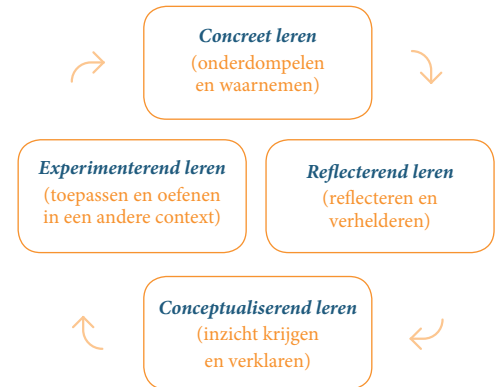 Concreet leren
(onderdompelen
en waarnemen)
Experimenterend leren
(toepassen en oefenen
in een andere context)
Reflecterend leren
(reflecteren en
verhelderen)
Conceptualiserend leren
(inzicht krijgen
en verklaren)